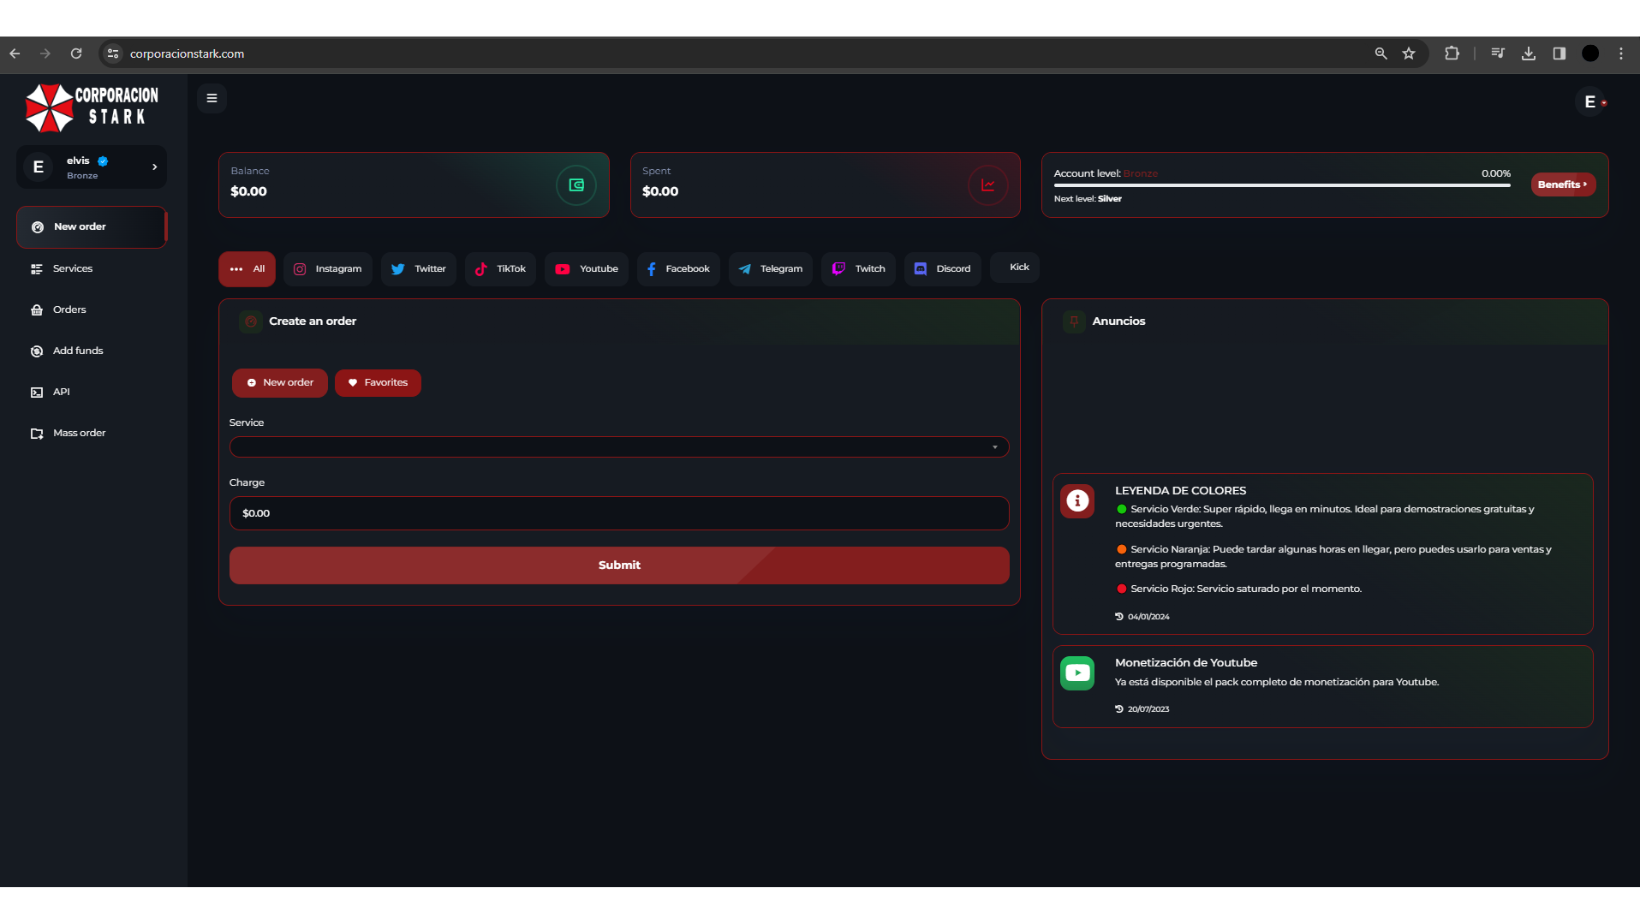 corporacionstark.com
CORPORACION
STARK
E
E
elvis
Bronze
New order
Services
Orders
Add funds
API
Mass order
Balance
$0.00
Spent
$0.00
Account level: Bronze
0.00%
Next level: Silver
Benefits
All
Instagram
Twitter
TikTok
Youtube
Facebook
Telegram
Twitch
Discord
Kick
Create an order
New order
Favorites
Service
Charge
$0.00
Submit
Anuncios
LEYENDA DE COLORES
Servicio Verde: Super rápido, llega en minutos. Ideal para demostraciones gratuitas y
necesidades urgentes.
Servicio Naranja: Puede tardar algunas horas en llegar, pero puedes usarlo para ventas y
entregas programadas.
Servicio Rojo: Servicio saturado por el momento.
04/01/2024
Monetización de Youtube
Ya está disponible el pack completo de monetización para Youtube.
20/07/2023